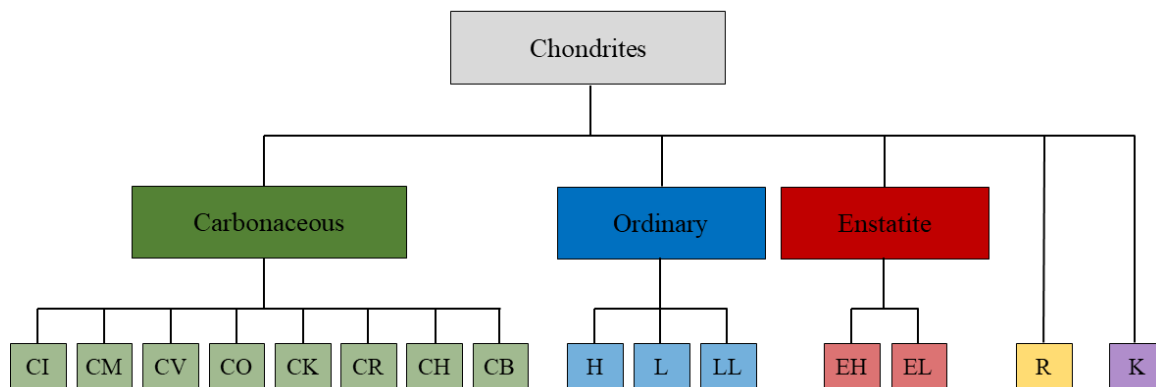 Chondrites
Carbonaceous
Ordinary
Enstatite
CI
CM
CV
CO
CK
CR
CH
CB
H
L
LL
EH
EL
R
K